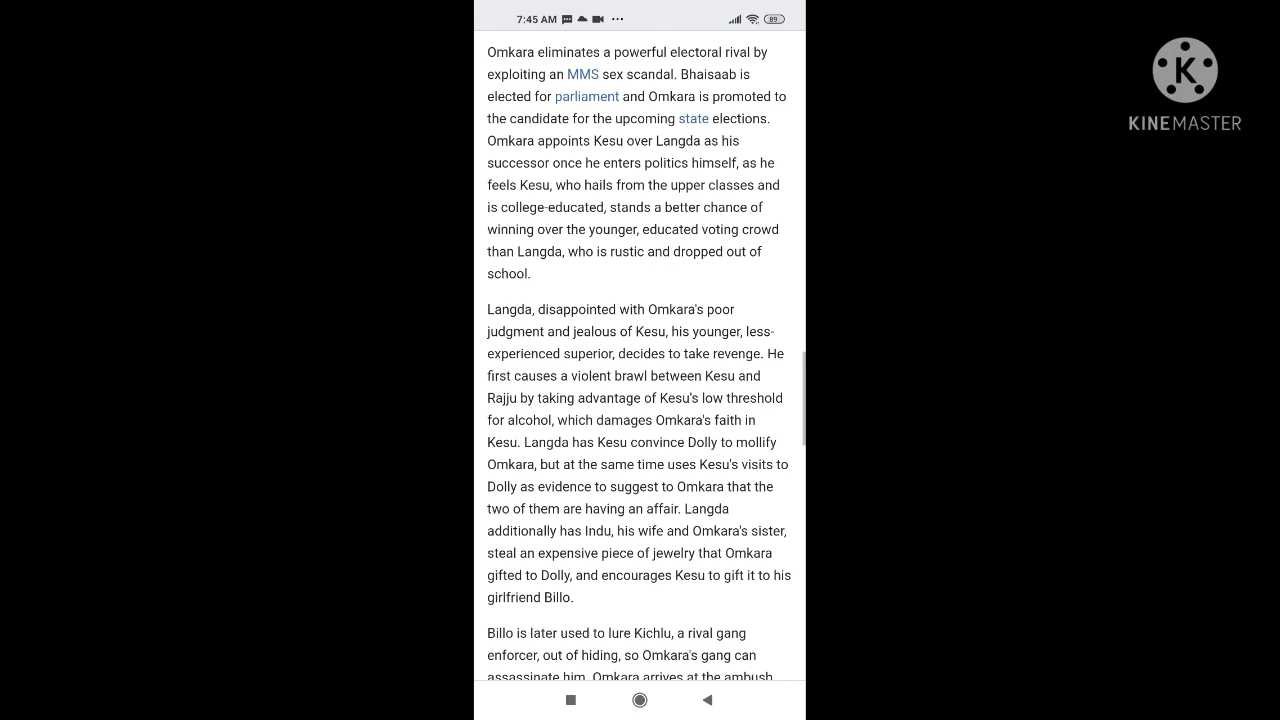 7:45 AM
89
Omkara eliminates a powerful electoral rival by
exploiting an MMS sex scandal. Bhaisaab is
elected for parliament and Omkara is promoted to
the candidate for the upcoming state elections.
Omkara appoints Kesu over Langda as his
successor once he enters politics himself, as he
feels Kesu, who hails from the upper classes and
is college-educated, stands a better chance of
winning over the younger, educated voting crowd
than Langda, who is rustic and dropped out of
school.
Langda, disappointed with Omkara's poor
judgment and jealous of Kesu, his younger, less-
experienced superior, decides to take revenge. He
first causes a violent brawl between Kesu and
Rajju by taking advantage of Kesu's low threshold
for alcohol, which damages Omkara's faith in
Kesu. Langda has Kesu convince Dolly to mollify
Omkara, but at the same time uses Kesu's visits to
Dolly as evidence to suggest to Omkara that the
two of them are having an affair. Langda
additionally has Indu, his wife and Omkara's sister,
steal an expensive piece of jewelry that Omkara
gifted to Dolly, and encourages Kesu to gift it to his
girlfriend Billo.
Billo is later used to lure Kichlu, a rival gang
enforcer, out of hiding, so Omkara's gang can
assassinate him. Omkara arrives at the ambush
K
KINEMASTER